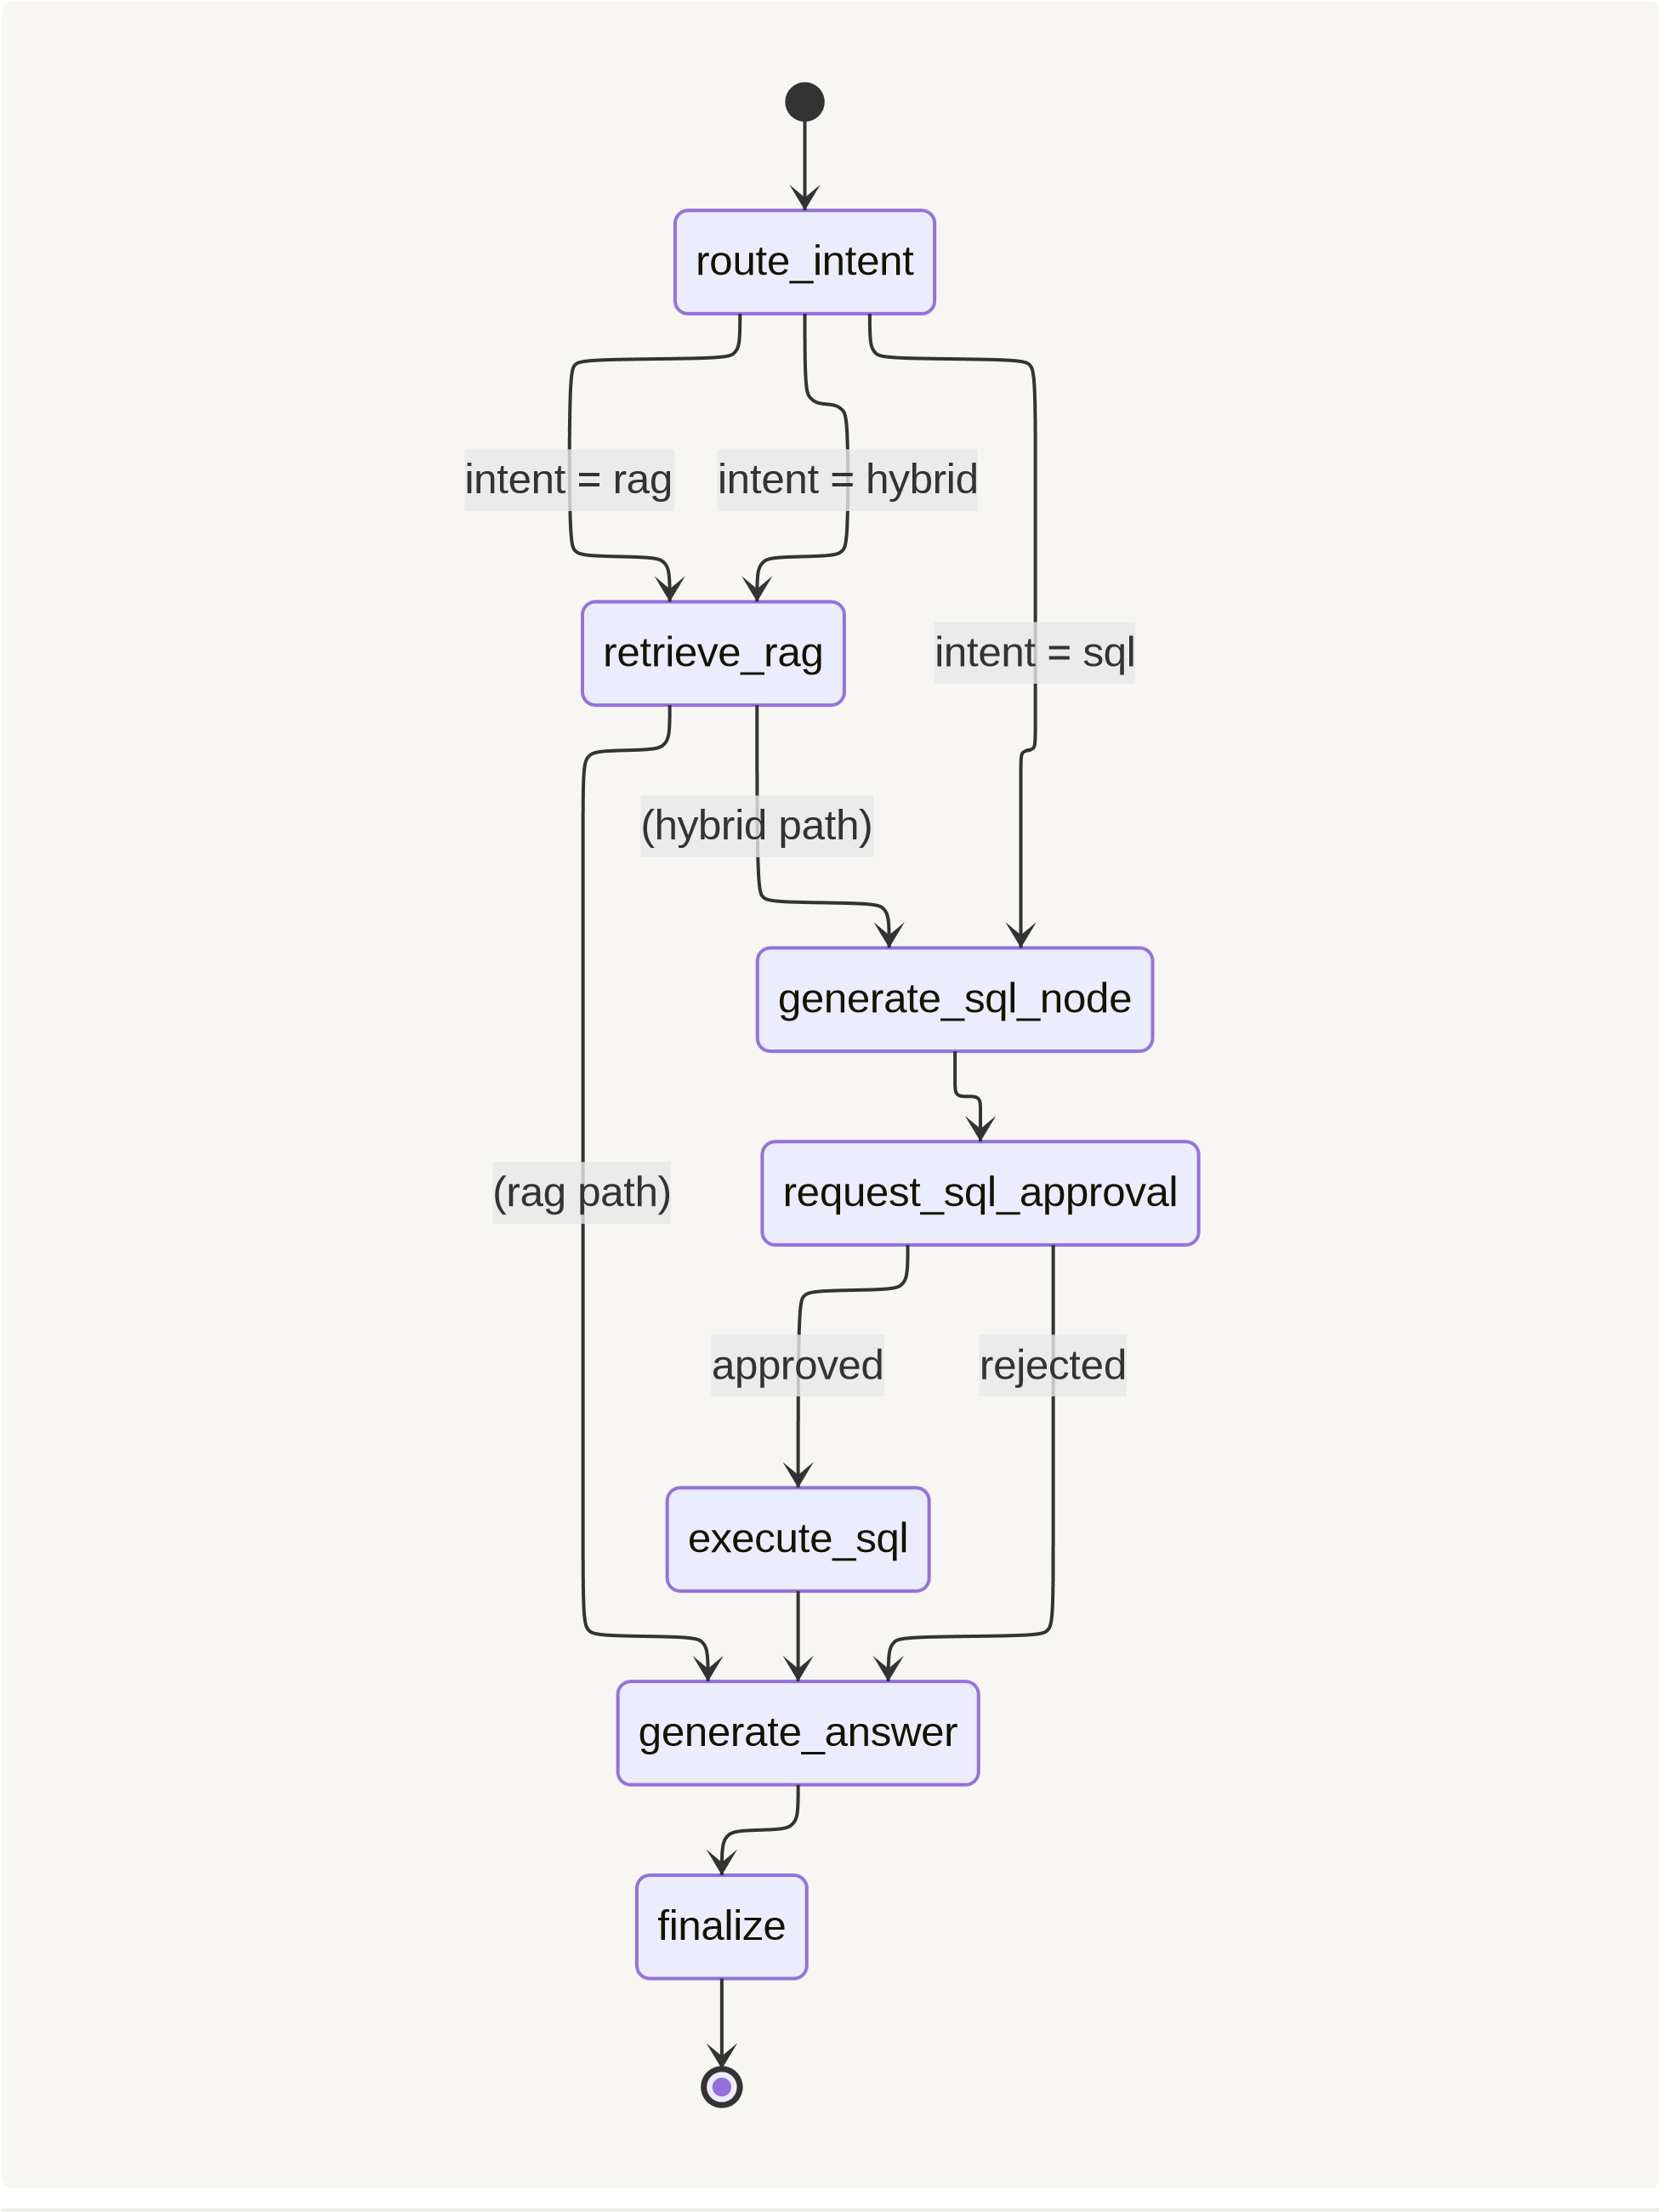 route_intent
intent = rag
intent = hybrid
retrieve_rag
intent = sql
(hybrid path)
generate_sql_node
(rag path)
request_sql_approval
approved
rejected
execute_sql
generate_answer
finalize